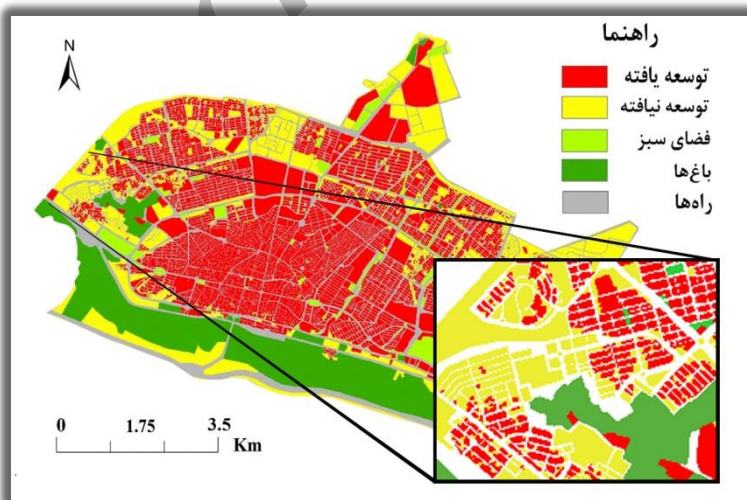 N
راهنما
توسعه یافته
توسعه نیافته
فضای سبز
باغ‌ها
راه‌ها
0 1.75 3.5
Km